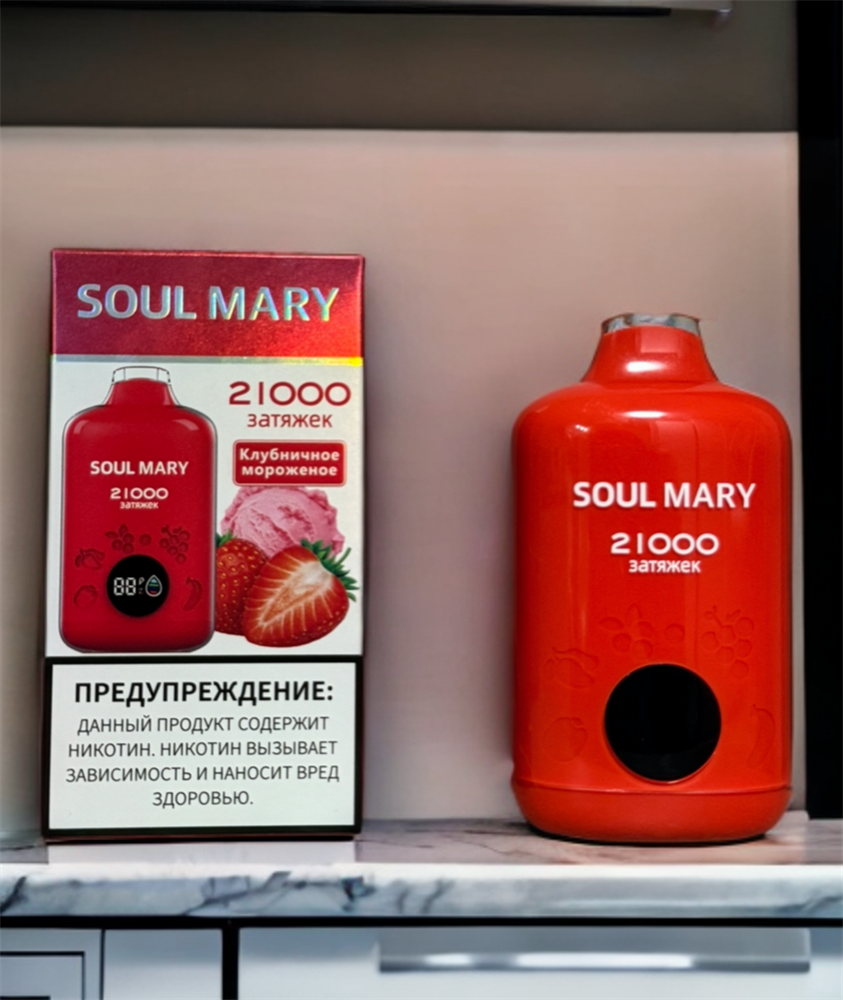 SOUL MARY
21000
затяжек
Клубничное
мороженое
SOUL MARY
21000
затяжек
88
ПРЕДУПРЕЖДЕНИЕ:
ДАННЫЙ ПРОДУКТ СОДЕРЖИТ
НИКОТИН. НИКОТИН ВЫЗЫВАЕТ
ЗАВИСИМОСТЬ И НАНОСИТ ВРЕД
ЗДОРОВЬЮ.
SOUL MARY
21000
затяжек